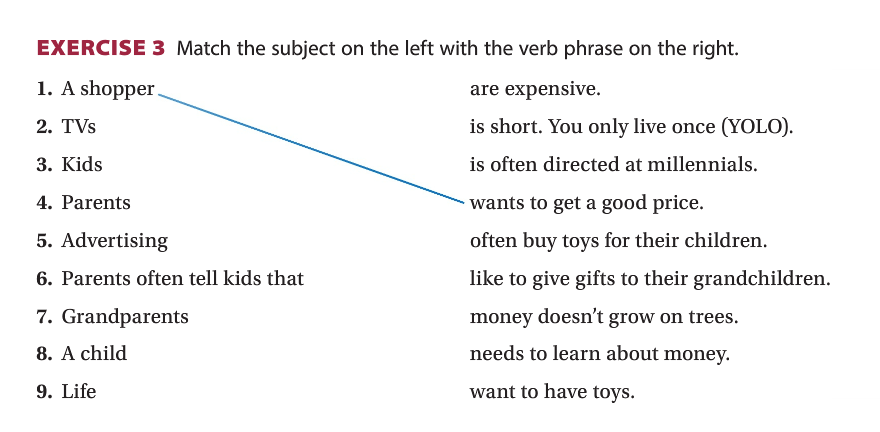 EXERCISE 3 Match the subject on the left with the verb phrase on the right.
1. A shopper are expensive.
2. TVs is short. You only live once (YOLO).
3. Kids is often directed at millennials.
4. Parents wants to get a good price.
5. Advertising often buy toys for their children.
6. Parents often tell kids that like to give gifts to their grandchildren.
7. Grandparents money doesn’t grow on trees.
8. A child needs to learn about money.
9. Life want to have toys.